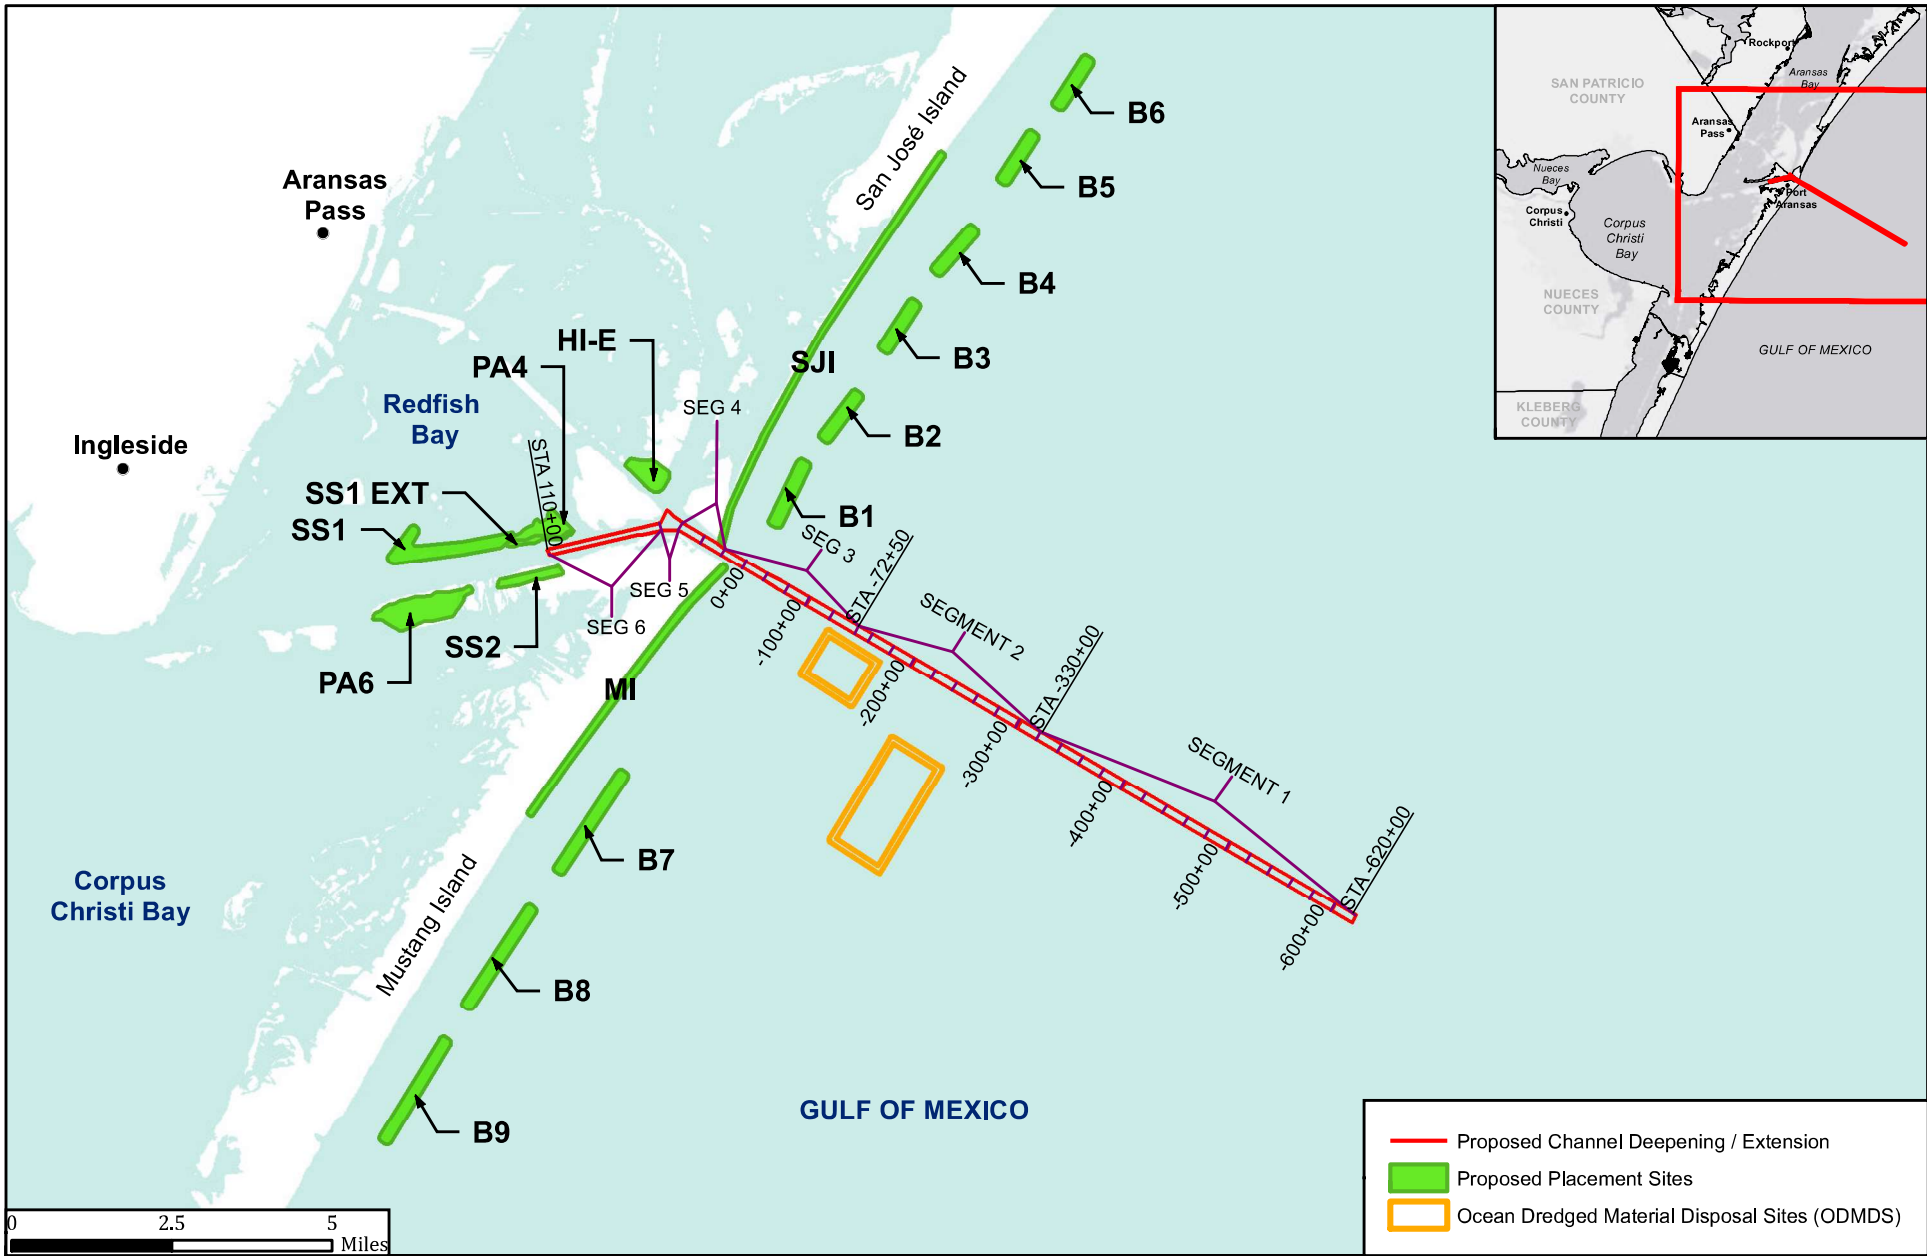 San José Island
B6
B5
B4
B3
B2
B1
SJI
Aransas
Pass
HI-E
PA4
Redfish
Bay
SEG 4
Ingleside
STA 110+00
SS1 EXT
SS1
SEG 3
STA -72+50
SEG 5
SEG 6
0+00
SEGMENT 2
SS2
-100+00
STA -330+00
PA6
MI
-200+00
-300+00
SEGMENT 1
-400+00
STA -620+00
-500+00
-600+00
B7
Corpus
Christi Bay
Mustang Island
B8
B9
GULF OF MEXICO
0
2.5
5
Miles
Rockport
Aransas
Bay
SAN PATRICIO
COUNTY
Aransas
Pass
Nueces
Bay
Port
Aransas
Corpus
Christi
Corpus
Christi
Bay
NUECES
COUNTY
GULF OF MEXICO
KLEBERG
COUNTY
Proposed Channel Deepening / Extension
Proposed Placement Sites
Ocean Dredged Material Disposal Sites (ODMDS)